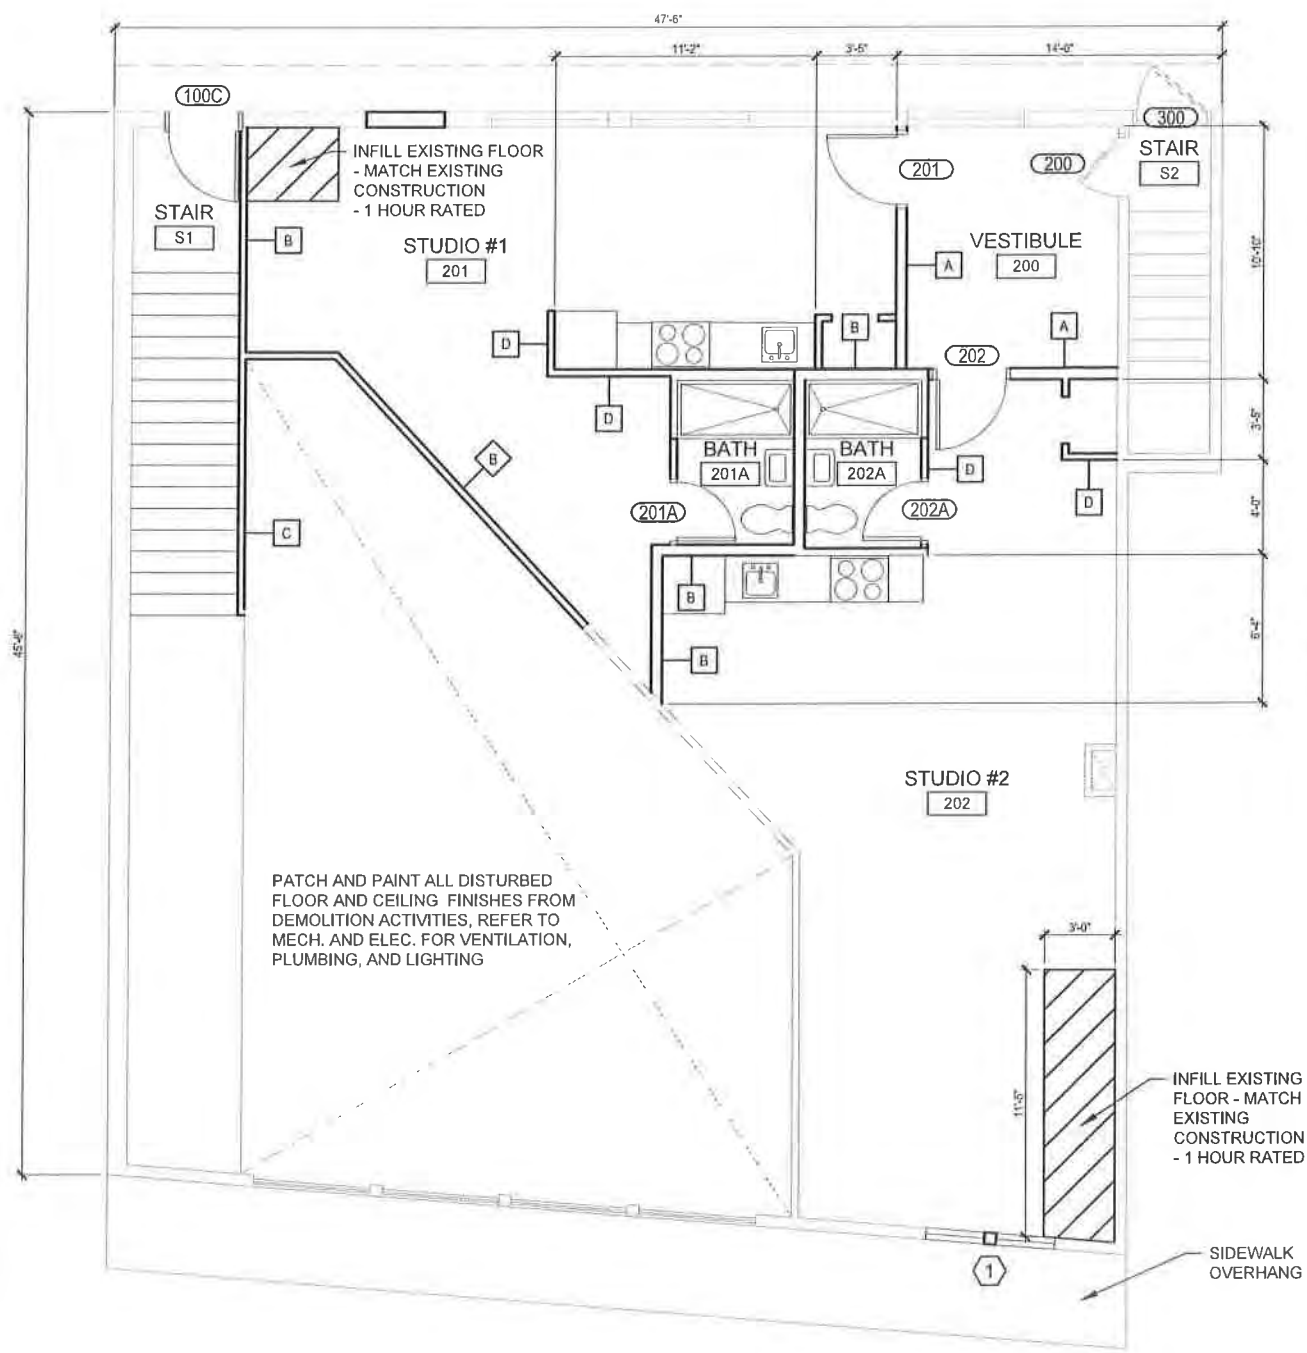 47'-6"
11'-2"
3'-5"
14'-0"
100C
300
STAIR
S2
INFILL EXISTING FLOOR
- MATCH EXISTING
CONSTRUCTION
- 1 HOUR RATED
201
200
STAIR
S1
B
STUDIO #1
201
VESTIBULE
200
A
10'-10"
D
B
A
202
D
BATH
201A
BATH
202A
D
3'-5"
B
D
201A
202A
4'-0"
C
B
6'-4"
B
45'-6"
STUDIO #2
202
PATCH AND PAINT ALL DISTURBED
FLOOR AND CEILING FINISHES FROM
DEMOLITION ACTIVITIES, REFER TO
MECH. AND ELEC. FOR VENTILATION,
PLUMBING, AND LIGHTING
3'-0"
11'-5"
INFILL EXISTING
FLOOR - MATCH
EXISTING
CONSTRUCTION
- 1 HOUR RATED
1
SIDEWALK
OVERHANG